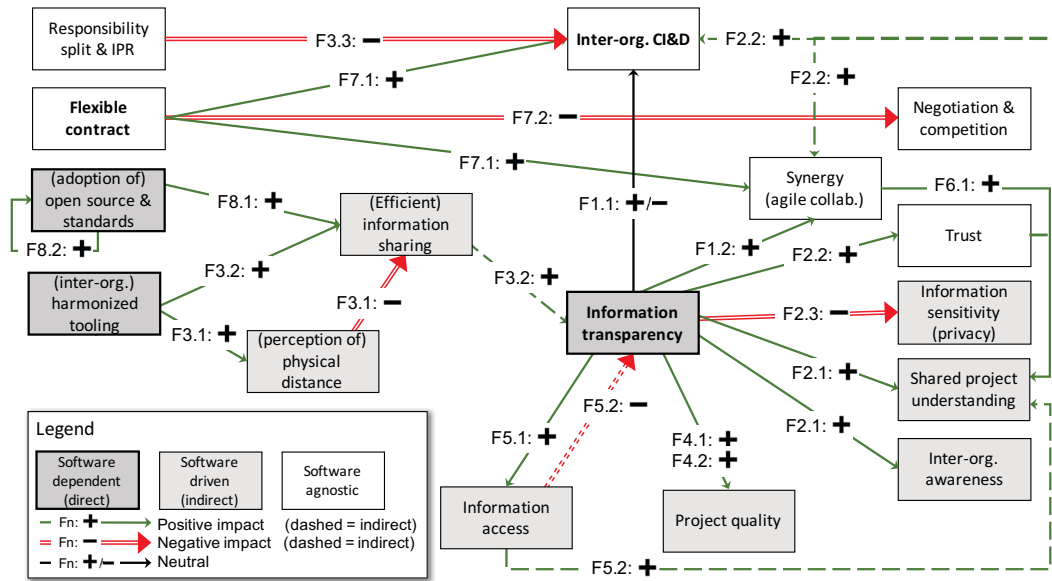 Responsibility
split & IPR
F3.3: −
Inter-org. CI&D
F2.2: +
F2.2: +
F7.1: +
Flexible
contract
F7.2: −
Negotiation &
competition
F7.1: +
(adoption of)
open source &
standards
F8.1: +
F8.2: +
(Efficient)
information
sharing
F1.1: +/−
Synergy
(agile collab.)
F6.1: +
F1.2: +
F2.2: +
Trust
F3.2: +
F3.2: +
(inter-org.)
harmonized
tooling
F3.1: −
F3.1: +
(perception of)
physical
distance
Information
transparency
F2.3: −
Information
sensitivity
(privacy)
F2.1: +
Shared project
understanding
F2.1: +
F5.2: −
F5.1: +
F4.1: +
F4.2: +
Inter-org.
awareness
Information
access
Project quality
F5.2: +
Legend
Software
dependent
(direct)
Software
driven
(indirect)
Software
agnostic
Fn: + Positive impact (dashed = indirect)
Fn: − Negative impact (dashed = indirect)
Fn: +/− Neutral